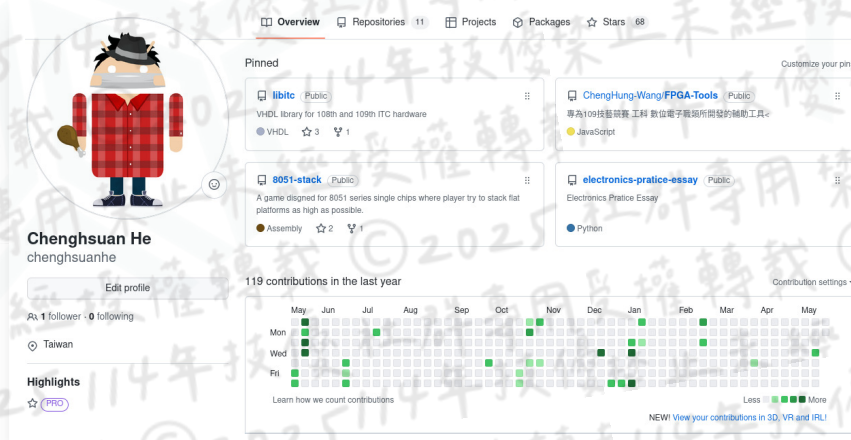 Overview
Repositories 11
Projects
Packages
Stars 68
Pinned
Customize your pin
libitc Public
VHDL library for 108th and 109th ITC hardware
VHDL 3 1
ChengHung-Wang/FPGA-Tools Public
專為109技藝競賽 工科 數位電子職類所開發的輔助工具<
JavaScript
8051-stack Public
A game disgned for 8051 series single chips where player try to stack flat
platforms as high as possible.
Assembly 2 1
electronics-pratice-essay Public
Electronics Pratice Essay
Python
Chenghsuan He
chenghsuanhe
Edit profile
1 follower · 0 following
Taiwan
Highlights
PRO
119 contributions in the last year
Contribution settings
May Jun Jul Aug Sep Oct Nov Dec Jan Feb Mar Apr May
Mon
Wed
Fri
Learn how we count contributions
Less More
NEW! View your contributions in 3D, VR and IRL!